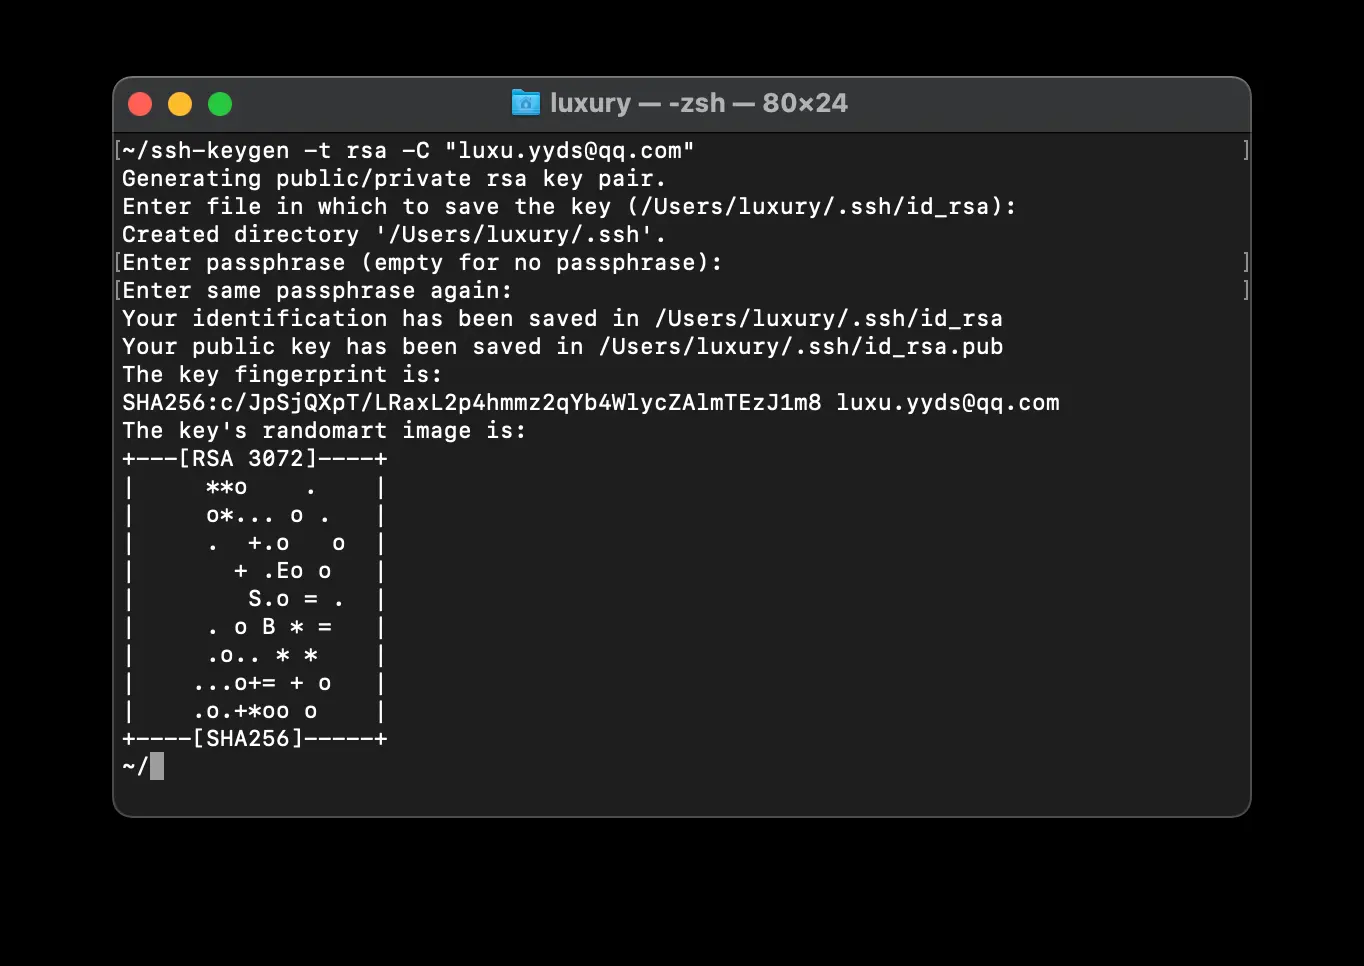 luxury — -zsh — 80×24
~/ssh-keygen -t rsa -C "luxu.yyds@qq.com"
Generating public/private rsa key pair.
Enter file in which to save the key (/Users/luxury/.ssh/id_rsa):
Created directory '/Users/luxury/.ssh'.
Enter passphrase (empty for no passphrase):
Enter same passphrase again:
Your identification has been saved in /Users/luxury/.ssh/id_rsa
Your public key has been saved in /Users/luxury/.ssh/id_rsa.pub
The key fingerprint is:
SHA256:c/JpSjQXpT/LRaxL2p4hmmz2qYb4WlycZAlmTEzJ1m8 luxu.yyds@qq.com
The key's randomart image is:
+---[RSA 3072]----+
|     **o    .    |
|     o*... o .   |
|     .  +.o   o  |
|       + .Eo o   |
|        S.o = .  |
|     . o B * =   |
|     .o.. * *    |
|    ...o+= + o   |
|    .o.+*oo o    |
+----[SHA256]-----+
~/